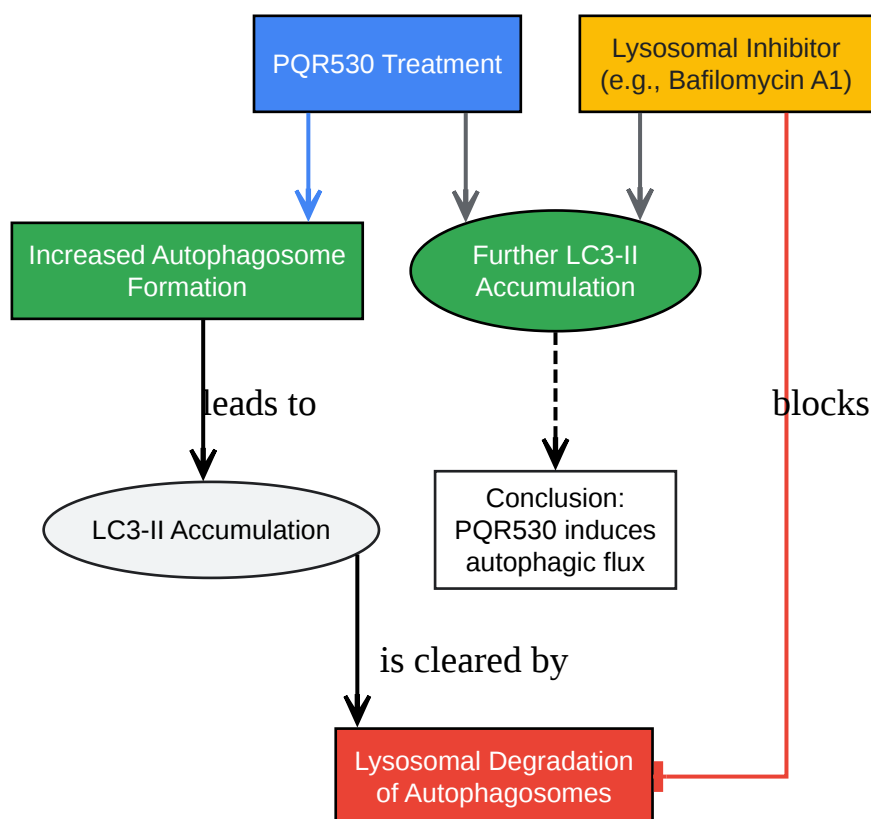 PQR530 Treatment
Lysosomal Inhibitor
(e.g., Bafilomycin A1)
Increased Autophagosome
Formation
Further LC3-II
Accumulation
leads to
blocks
LC3-II Accumulation
Conclusion:
PQR530 induces
autophagic flux
is cleared by
Lysosomal Degradation
of Autophagosomes